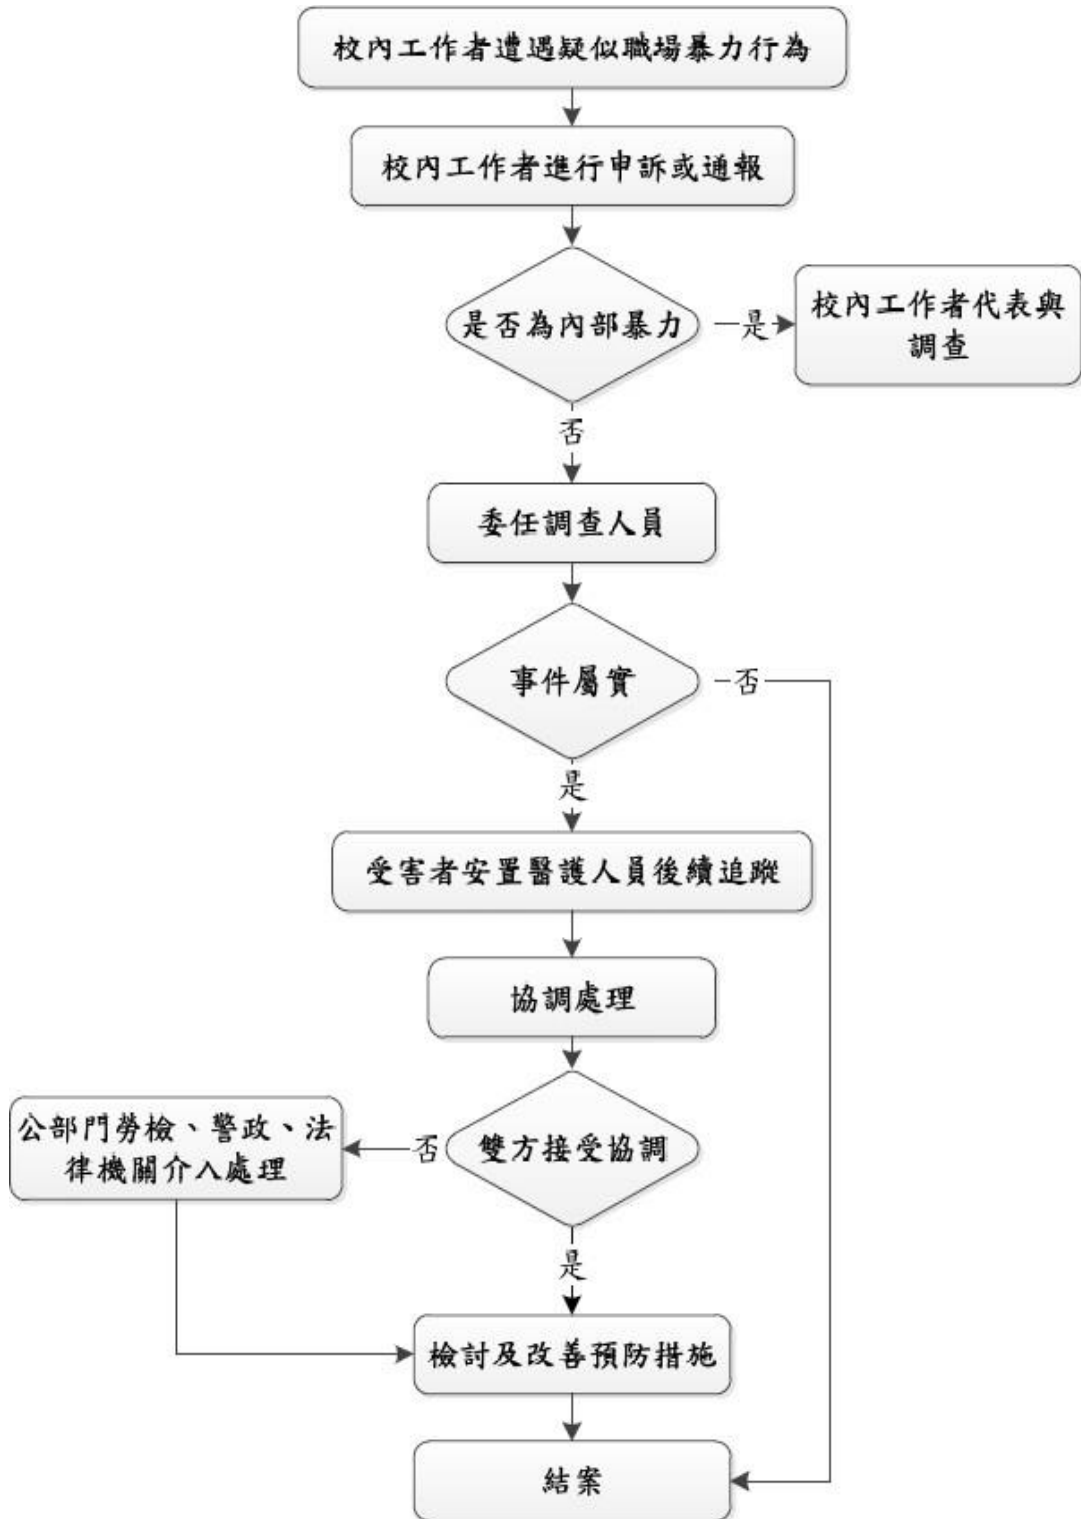 校內工作者遭遇疑似職場暴力行為
校內工作者進行申訴或通報
是否為內部暴力
是
校內工作者代表與
調查
否
委任調查人員
事件屬實
否
是
受害者安置醫護人員後續追蹤
協調處理
公部門勞檢、警政、法
律機關介入處理
否
雙方接受協調
是
檢討及改善預防措施
結案